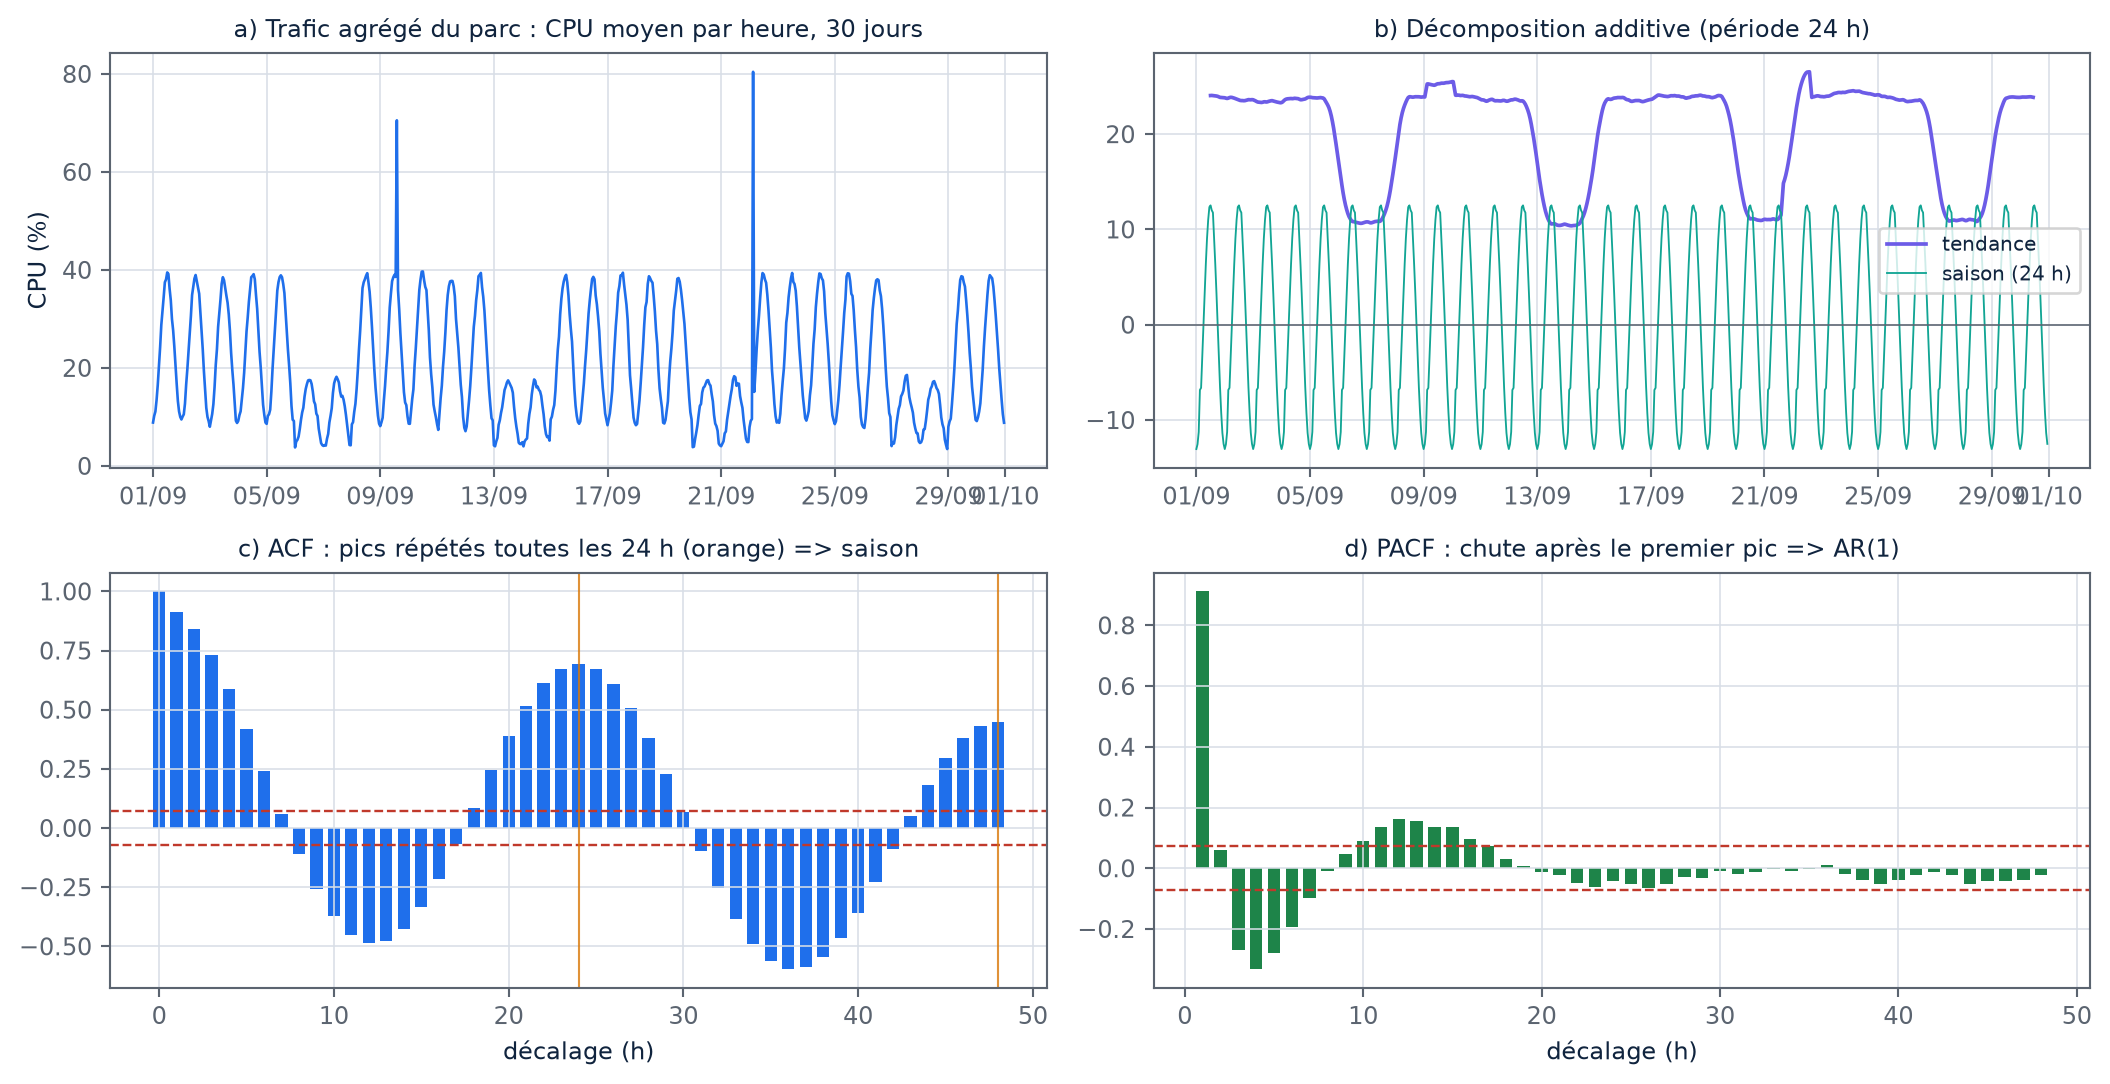 a) Trafic agrégé du parc : CPU moyen par heure, 30 jours
CPU (%)
80
60
40
20
0
01/09 05/09 09/09 13/09 17/09 21/09 25/09 29/09 01/10
b) Décomposition additive (période 24 h)
20
10
0
−10
tendance
saison (24 h)
01/09 05/09 09/09 13/09 17/09 21/09 25/09 29/09 01/10
c) ACF : pics répétés toutes les 24 h (orange) => saison
1.00
0.75
0.50
0.25
0.00
−0.25
−0.50
0 10 20 30 40 50
décalage (h)
d) PACF : chute après le premier pic => AR(1)
0.8
0.6
0.4
0.2
0.0
−0.2
0 10 20 30 40 50
décalage (h)